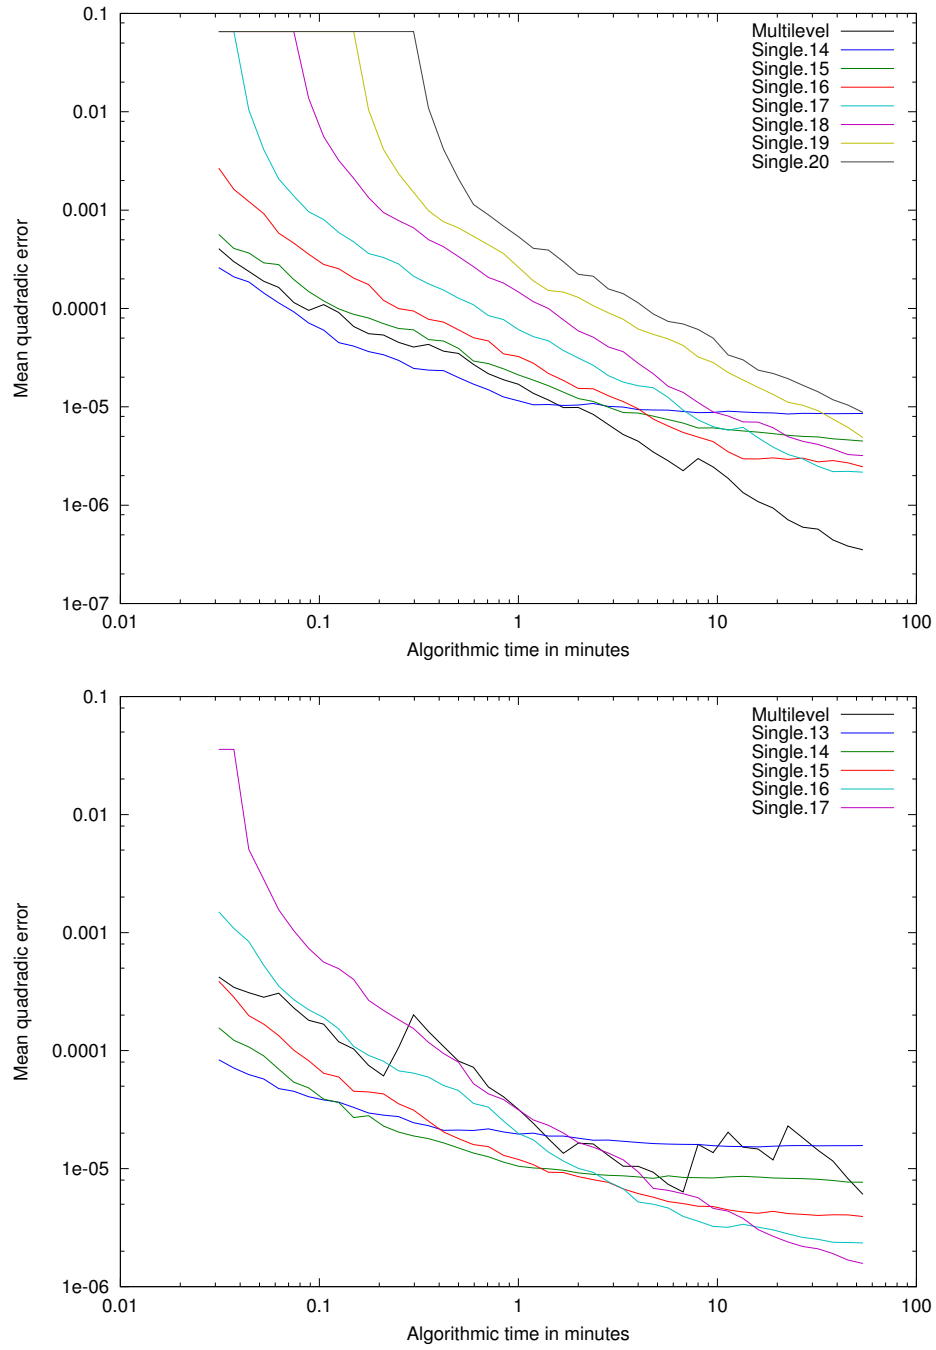 0.1
0.01
0.001
0.0001
1e-05
1e-06
1e-07
Mean quadradic error
0.01
0.1
1
10
100
Algorithmic time in minutes
Multilevel
Single.14
Single.15
Single.16
Single.17
Single.18
Single.19
Single.20
0.1
0.01
0.001
0.0001
1e-05
1e-06
Mean quadradic error
0.01
0.1
1
10
100
Algorithmic time in minutes
Multilevel
Single.13
Single.14
Single.15
Single.16
Single.17